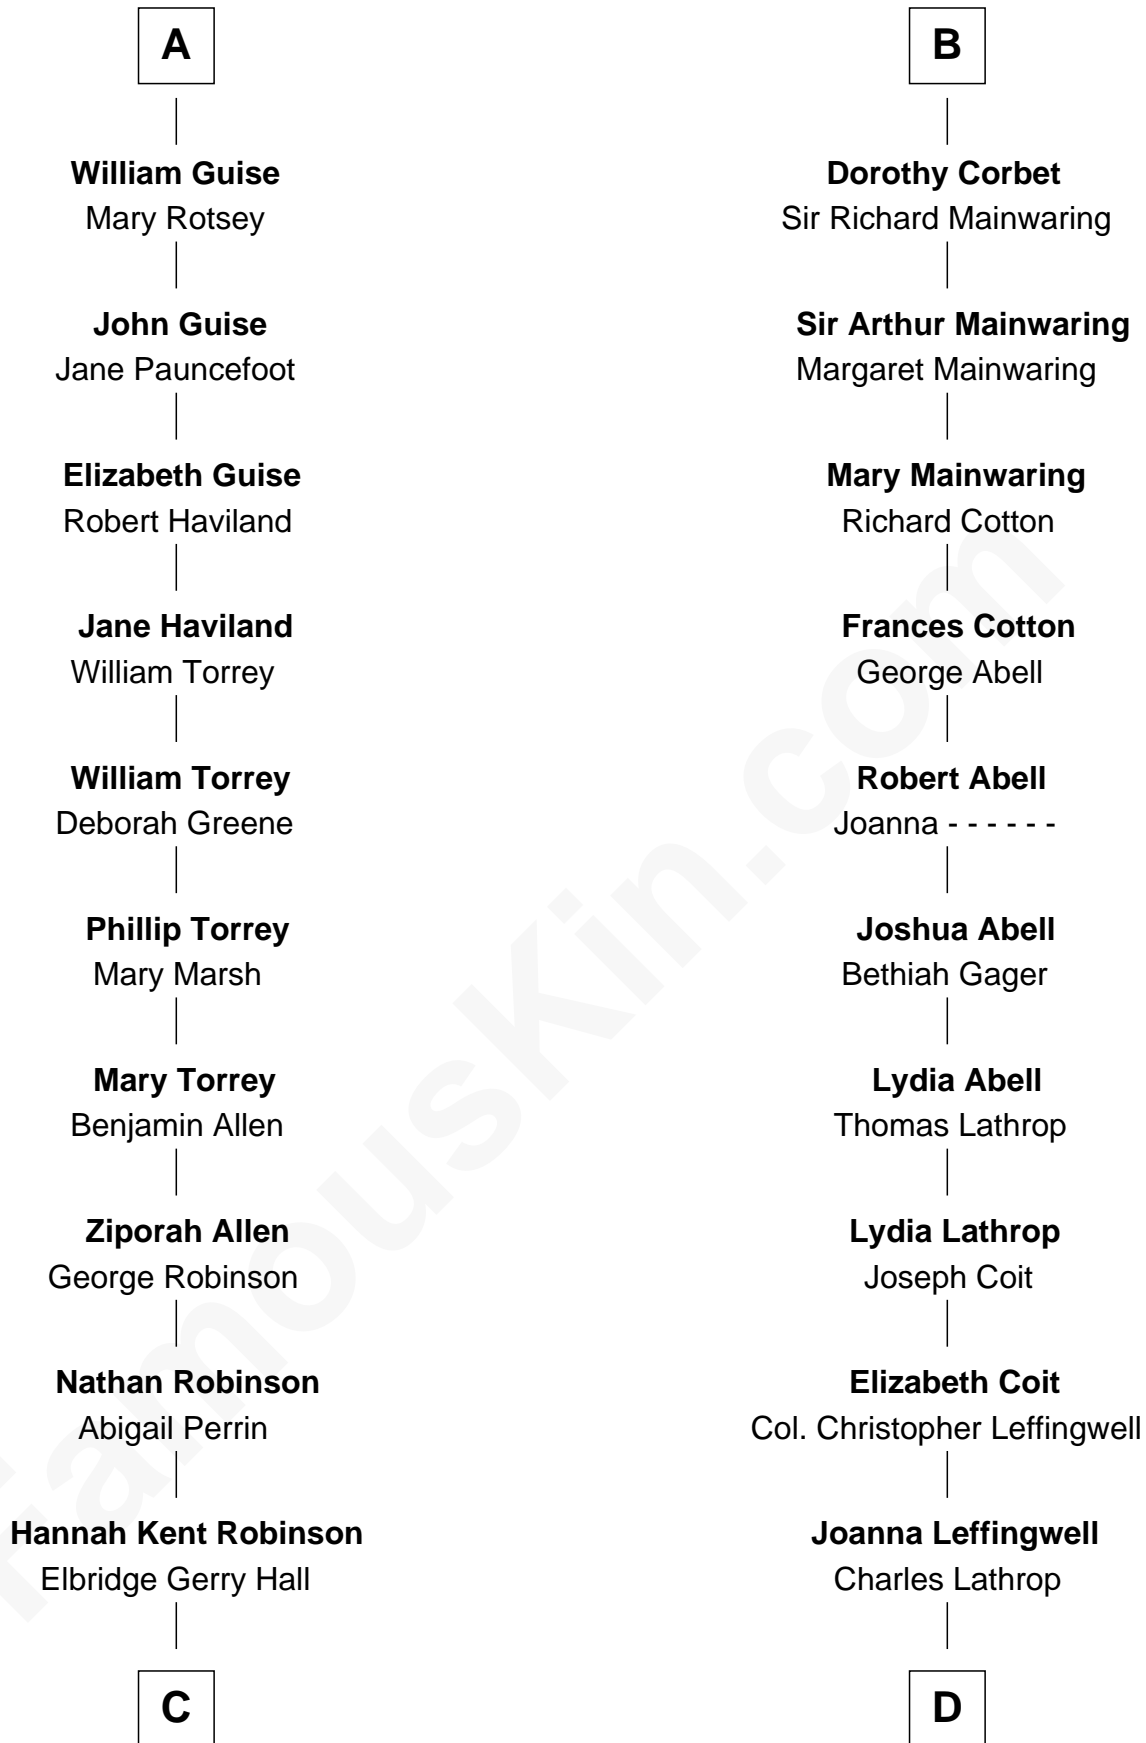 A
William Guise
Mary Rotsey
John Guise
Jane Pauncefoot
Elizabeth Guise
Robert Haviland
Jane Haviland
William Torrey
William Torrey
Deborah Greene
Phillip Torrey
Mary Marsh
Mary Torrey
Benjamin Allen
Ziporah Allen
George Robinson
Nathan Robinson
Abigail Perrin
Hannah Kent Robinson
Elbridge Gerry Hall
C
B
Dorothy Corbet
Sir Richard Mainwaring
Sir Arthur Mainwaring
Margaret Mainwaring
Mary Mainwaring
Richard Cotton
Frances Cotton
George Abell
Robert Abell
Joanna - - - - - -
Joshua Abell
Bethiah Gager
Lydia Abell
Thomas Lathrop
Lydia Lathrop
Joseph Coit
Elizabeth Coit
Col. Christopher Leffingwell
Joanna Leffingwell
Charles Lathrop
D
famouskin.com